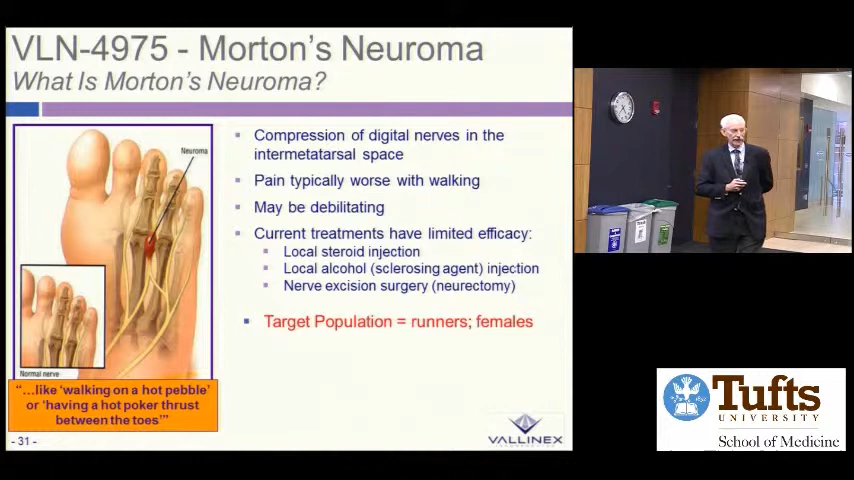 VLN-4975 - Morton's Neuroma
What Is Morton's Neuroma?
Neuroma
Normal nerve
"...like 'walking on a hot pebble'
or 'having a hot poker thrust
between the toes'"
Compression of digital nerves in the
intermetatarsal space
Pain typically worse with walking
May be debilitating
Current treatments have limited efficacy:
Local steroid injection
Local alcohol (sclerosing agent) injection
Nerve excision surgery (neurectomy)
Target Population = runners; females
- 31 -
VALLINEX
Tufts
UNIVERSITY
School of Medicine